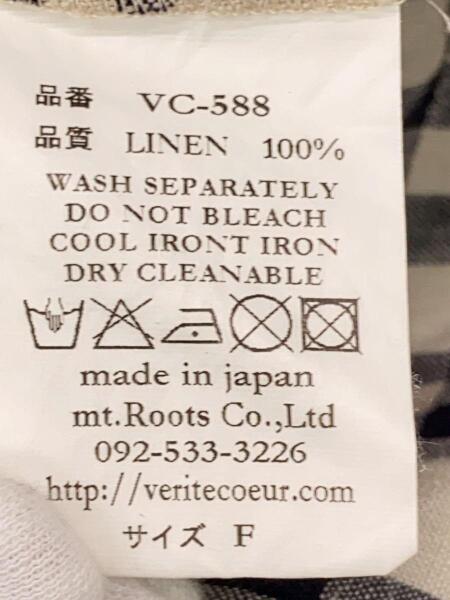 品番 VC-588
品質 LINEN 100%
WASH SEPARATELY
DO NOT BLEACH
COOL IRONT IRON
DRY CLEANABLE
made in japan
mt.Roots Co.,Ltd
092-533-3226
http://veritecoeur.com
サイズ F